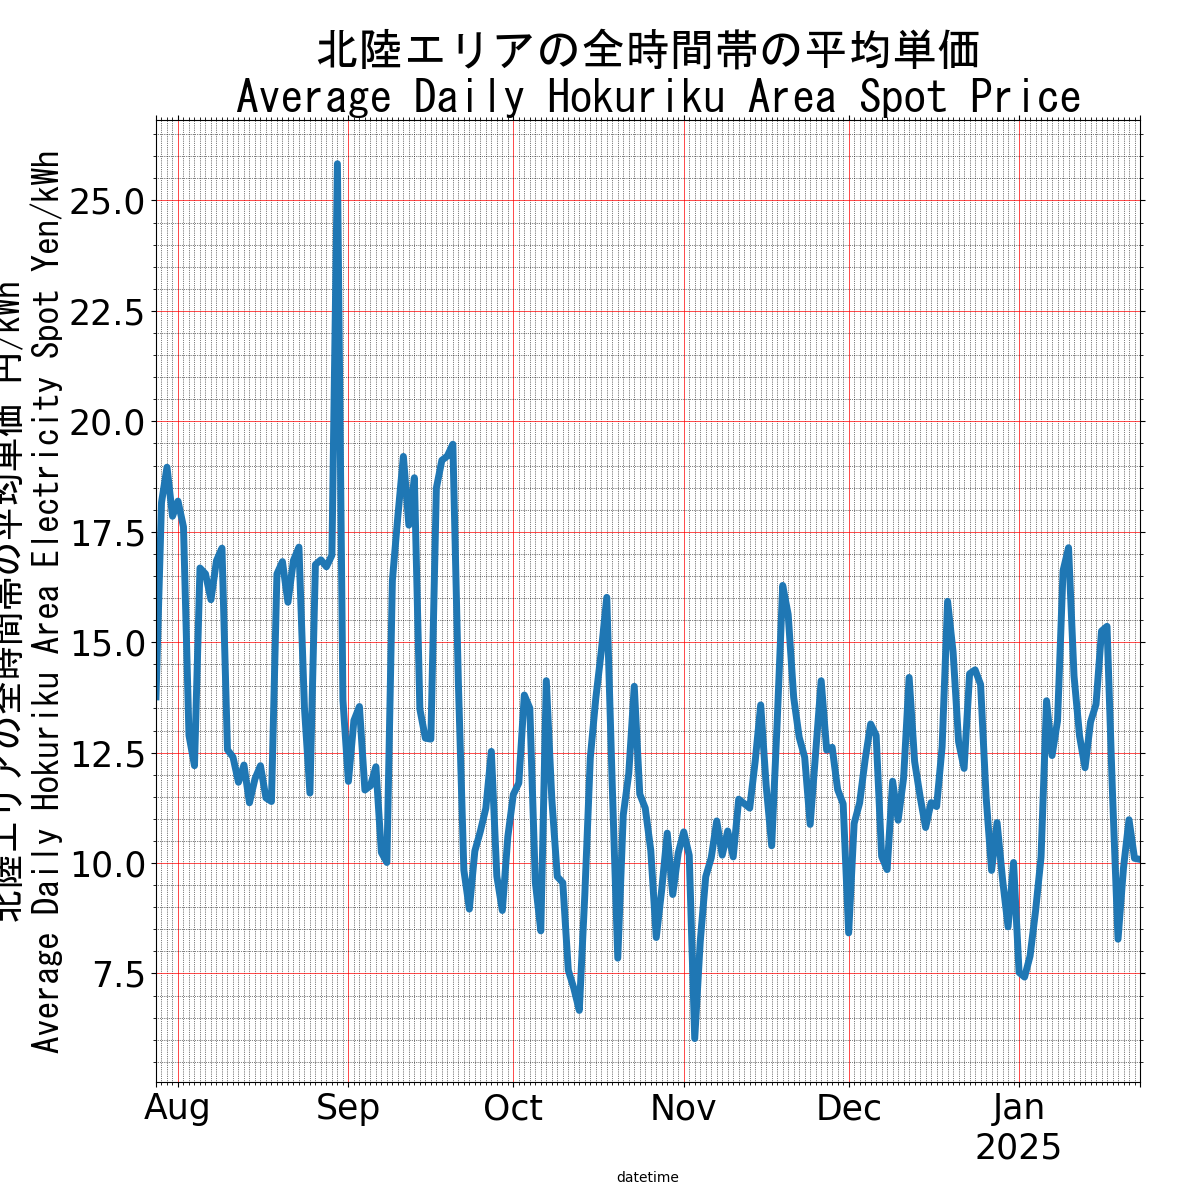 北陸エリアの全時間帯の平均単価
Average Daily Hokuriku Area Spot Price
北陸エリアの全時間帯の平均単価 円/kWh
Average Daily Hokuriku Area Electricity Spot Yen/kWh
25.0
22.5
20.0
17.5
15.0
12.5
10.0
7.5
Aug Sep Oct Nov Dec Jan
2025
datetime